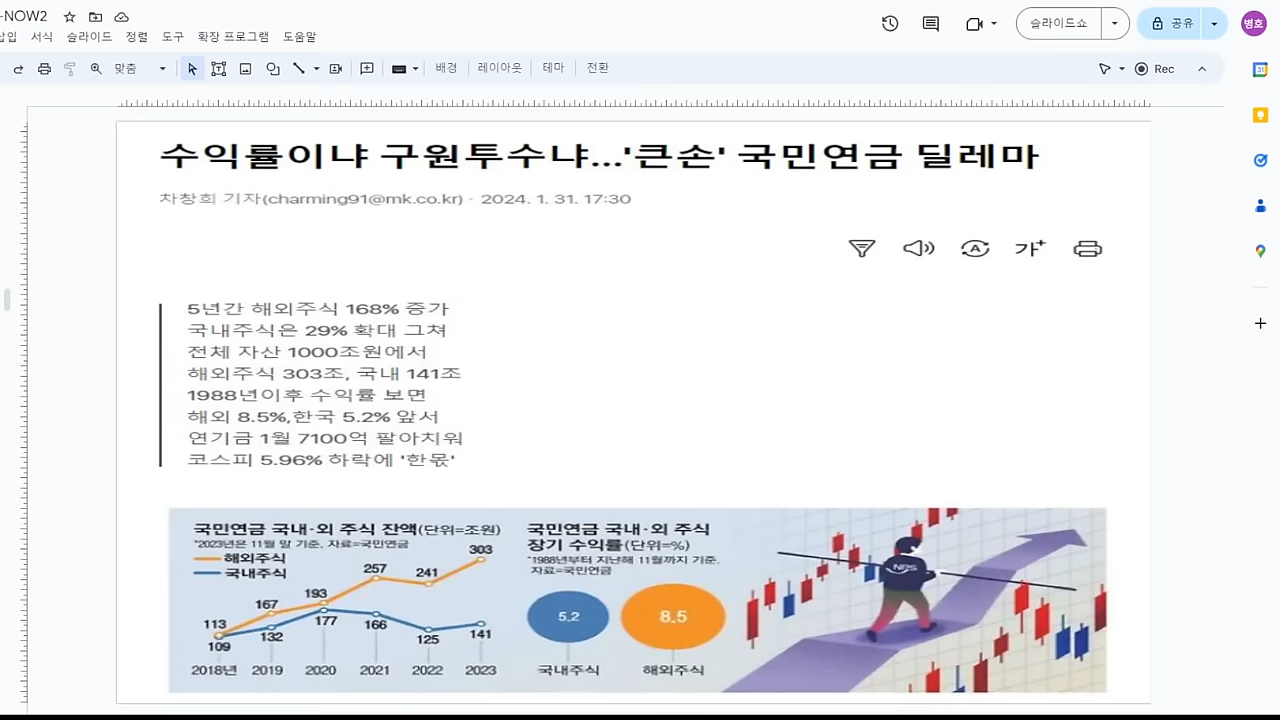 -NOW2
삽입 서식 슬라이드 정렬 도구 확장 프로그램 도움말
슬라이드쇼
공유
병호
맞춤
배경 레이아웃 테마 전환
Rec
31
수익률이냐 구원투수냐...'큰손' 국민연금 딜레마
차창희 기자(charming91@mk.co.kr) · 2024. 1. 31. 17:30
A
가+
5년간 해외주식 168% 증가
국내주식은 29% 확대 그쳐
전체 자산 1000조원에서
해외주식 303조, 국내 141조
1988년이후 수익률 보면
해외 8.5%,한국 5.2% 앞서
연기금 1월 7100억 팔아치워
코스피 5.96% 하락에 '한몫'
국민연금 국내·외 주식 잔액(단위=조원)
*2023년은 11월 말 기준. 자료=국민연금
해외주식
국내주식
113 167 193 257 241 303
109 132 177 166 125 141
2018년 2019 2020 2021 2022 2023
국민연금 국내·외 주식
장기 수익률(단위=%)
*1988년부터 지난해 11월까지 기준.
자료=국민연금
5.2 8.5
국내주식 해외주식
NPS